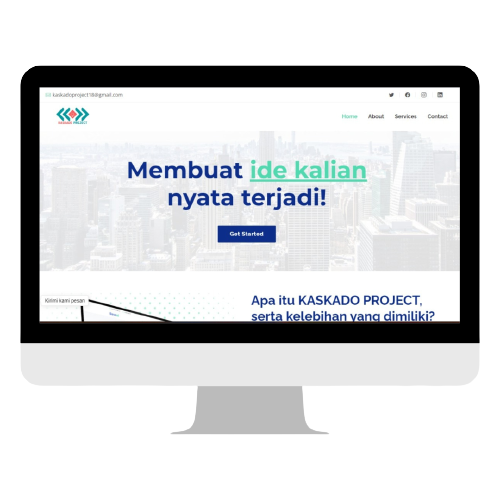 kaskadoproject18@gmail.com
KASKADO PROJECT
Home About Services Contact
Membuat ide kalian
nyata terjadi!
Get Started
Kirimi kami pesan
Apa itu KASKADO PROJECT,
serta kelebihan yang dimiliki?